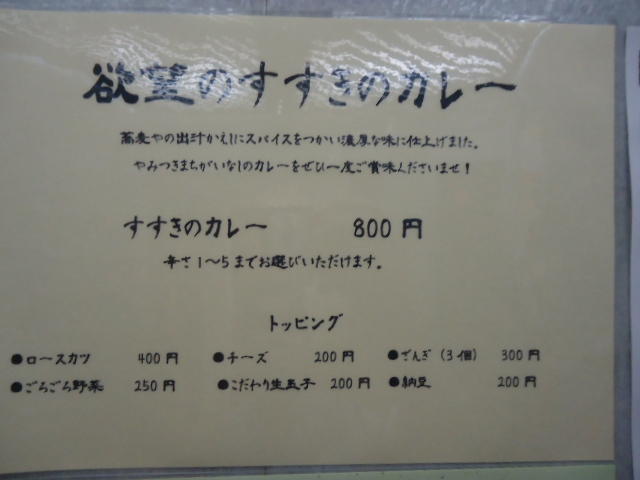 欲望のすすきのカレー
蕎麦やの出汁かえしにスパイスをつかい濃厚な味に仕上げました。
やみつきまちがいなしのカレーをぜひ一度ご賞味くださいませ！
すすきのカレー 800円
辛さ1～5までお選びいただけます。
トッピング
●ロースカツ 400円 ●チーズ 200円 ●ざんぎ(3個) 300円
●ごろごろ野菜 250円 ●こだわり生玉子 200円 ●納豆 200円